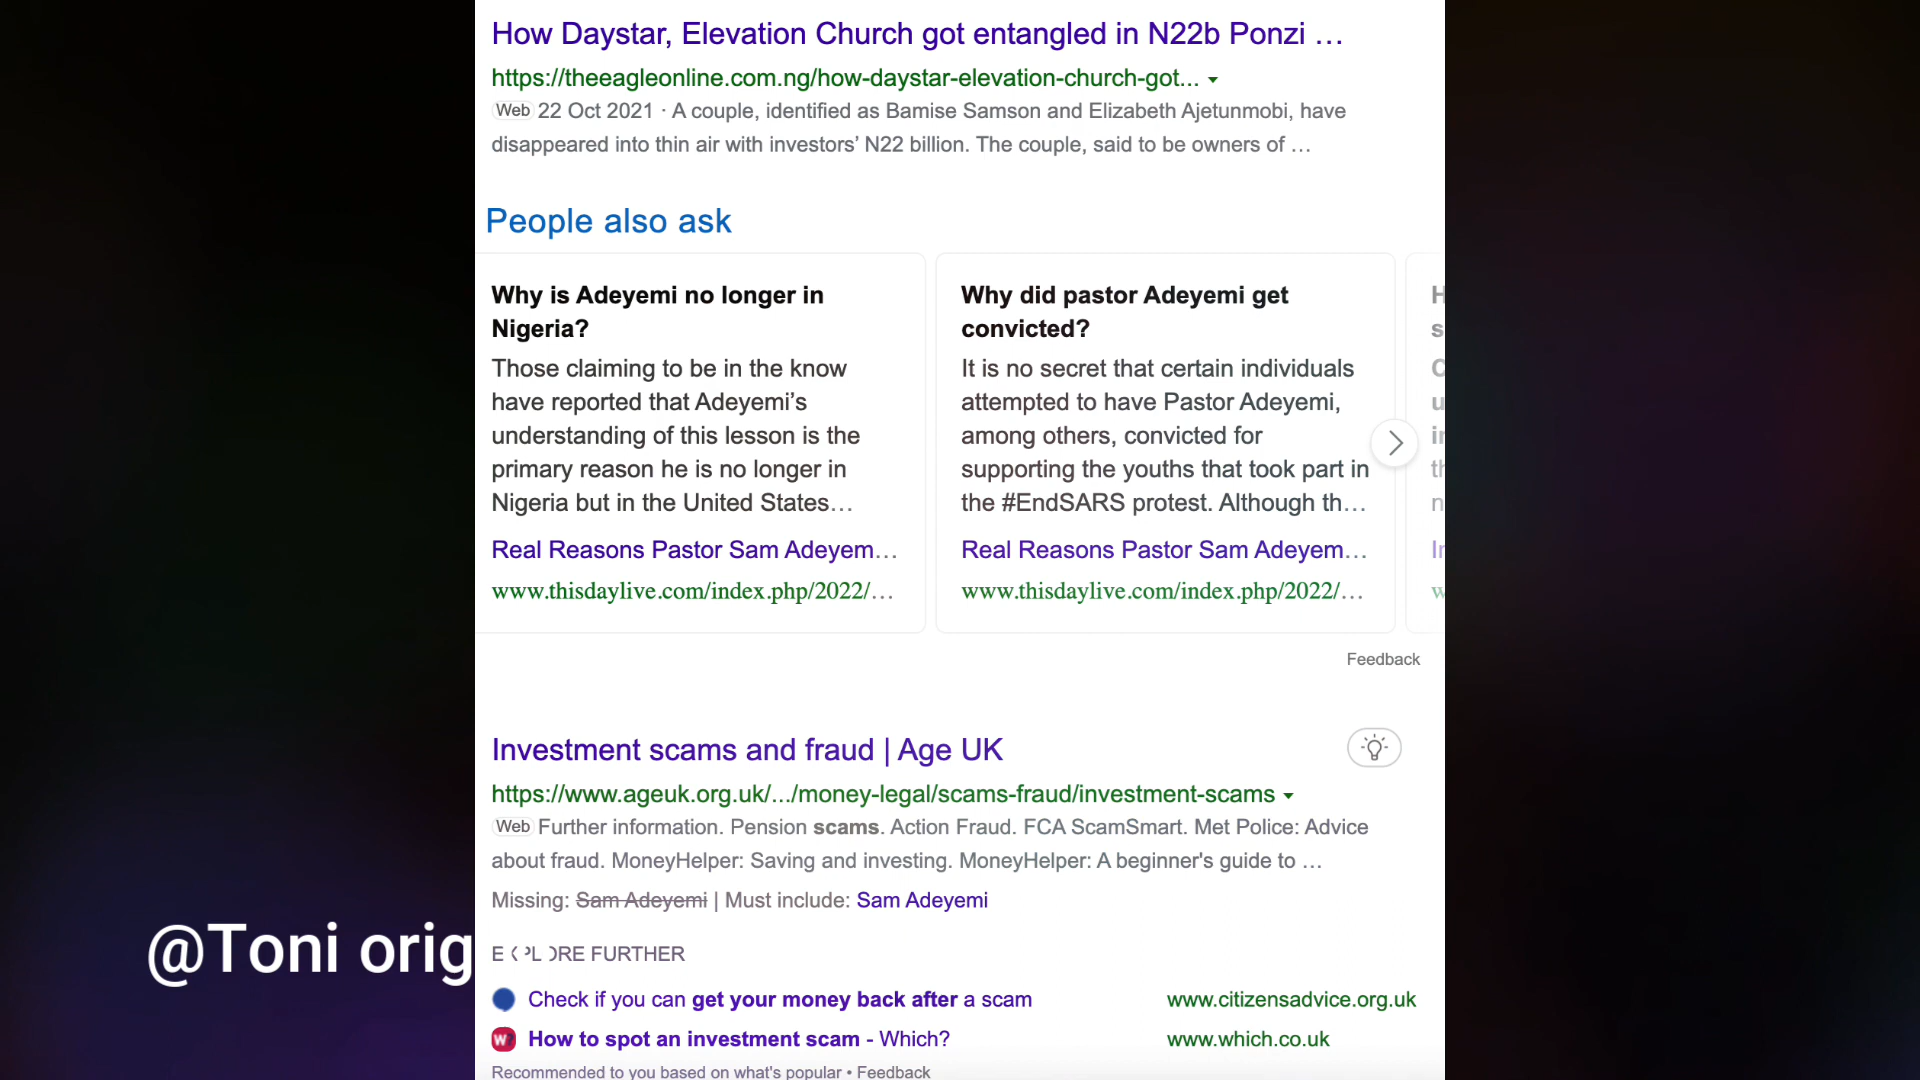 How Daystar, Elevation Church got entangled in N22b Ponzi ...
https://theeagleonline.com.ng/how-daystar-elevation-church-got...
Web 22 Oct 2021 · A couple, identified as Bamise Samson and Elizabeth Ajetunmobi, have
disappeared into thin air with investors’ N22 billion. The couple, said to be owners of ...
People also ask
Why is Adeyemi no longer in
Nigeria?
Those claiming to be in the know
have reported that Adeyemi’s
understanding of this lesson is the
primary reason he is no longer in
Nigeria but in the United States...
Real Reasons Pastor Sam Adeyem...
www.thisdaylive.com/index.php/2022/...
Why did pastor Adeyemi get
convicted?
It is no secret that certain individuals
attempted to have Pastor Adeyemi,
among others, convicted for
supporting the youths that took part in
the #EndSARS protest. Although th...
Real Reasons Pastor Sam Adeyem...
www.thisdaylive.com/index.php/2022/...
Feedback
Investment scams and fraud | Age UK
https://www.ageuk.org.uk/.../money-legal/scams-fraud/investment-scams
Web Further information. Pension scams. Action Fraud. FCA ScamSmart. Met Police: Advice
about fraud. MoneyHelper: Saving and investing. MoneyHelper: A beginner's guide to ...
Missing: Sam Adeyemi | Must include: Sam Adeyemi
@Toni orig
EXPLORE FURTHER
Check if you can get your money back after a scam www.citizensadvice.org.uk
How to spot an investment scam - Which? www.which.co.uk
Recommended to you based on what's popular • Feedback